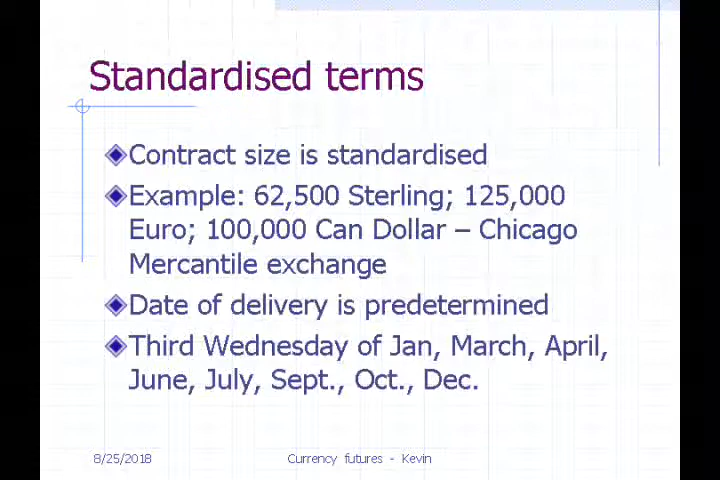 Standardised terms
Contract size is standardised
Example: 62,500 Sterling; 125,000
Euro; 100,000 Can Dollar – Chicago
Mercantile exchange
Date of delivery is predetermined
Third Wednesday of Jan, March, April,
June, July, Sept., Oct., Dec.
8/25/2018 Currency futures - Kevin